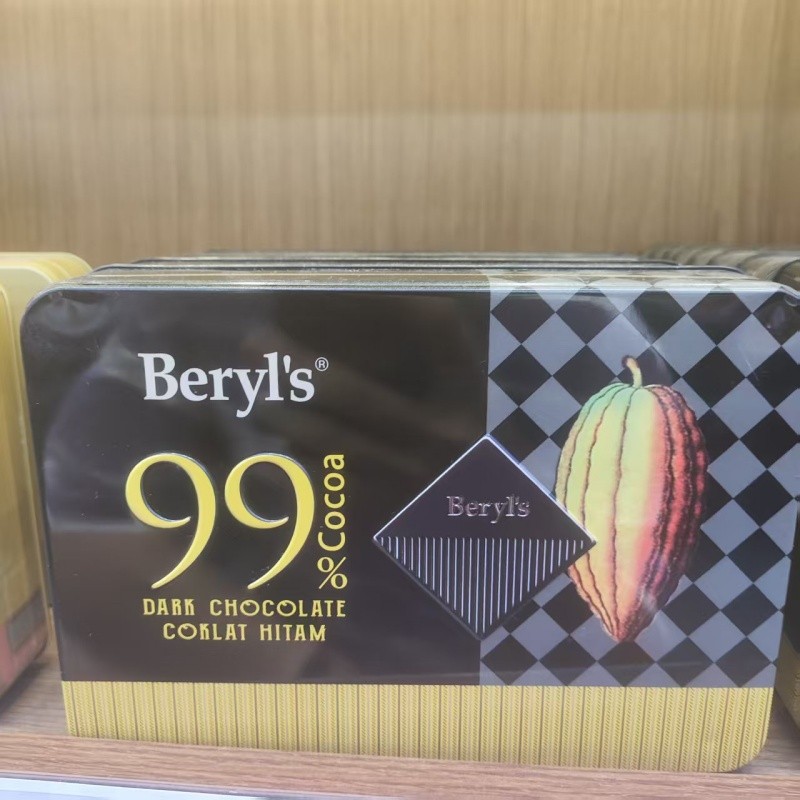 Beryl's®
99
% Cocoa
DARK CHOCOLATE
COKLAT HITAM
Beryl's